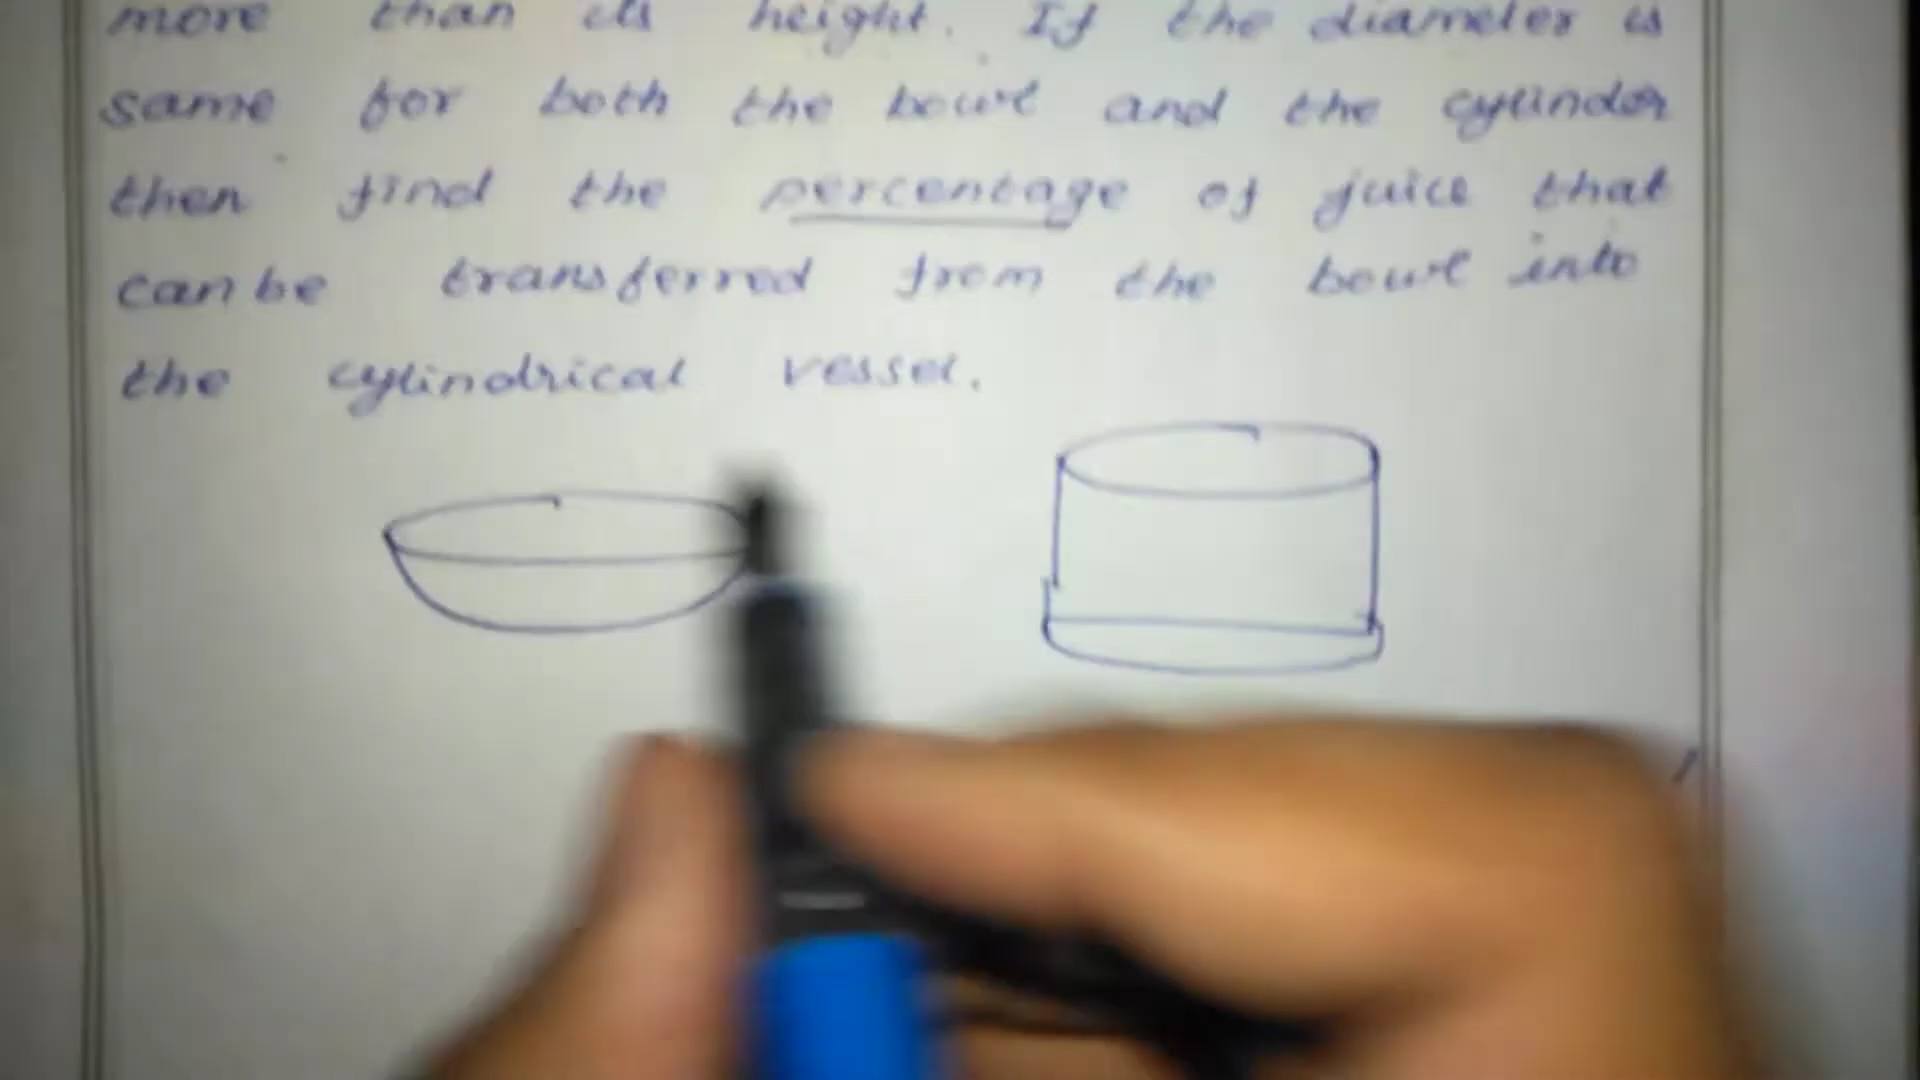 more than its height. If the diameter is
same for both the bowl and the cylinder
then find the percentage of juice that
can be transferred from the bowl into
the cylindrical vessel.